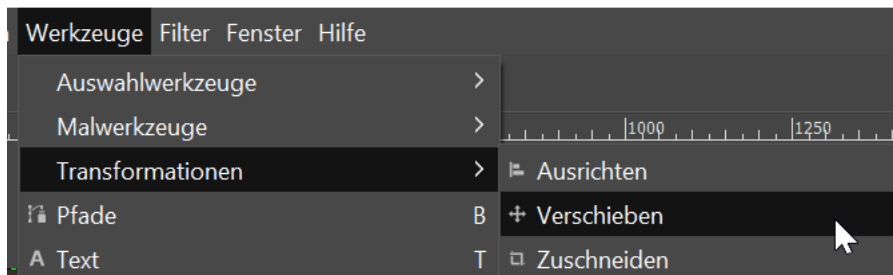 Werkzeuge Filter Fenster Hilfe
Auswahlwerkzeuge >
Malwerkzeuge >
1000 1250
Transformationen > Ausrichten
Pfade B Verschieben
A Text T Zuschneiden